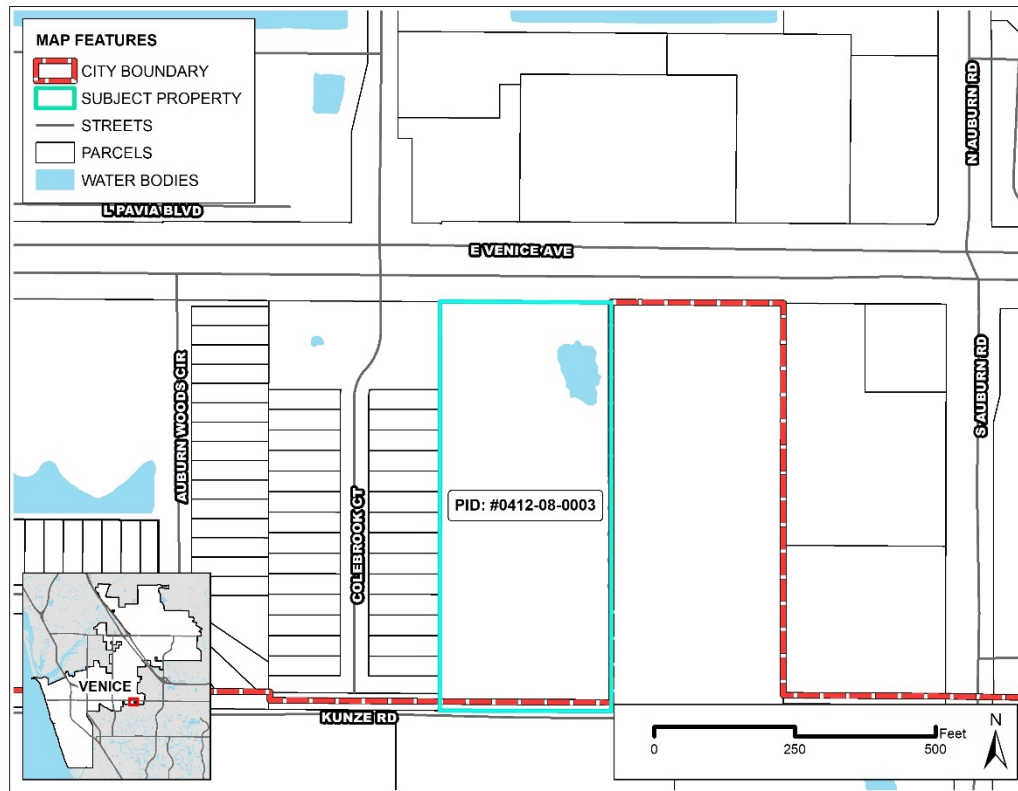 MAP FEATURES
CITY BOUNDARY
SUBJECT PROPERTY
STREETS
PARCELS
WATER BODIES
L PAVIA BLVD
E VENICE AVE
N AUBURN RD
S AUBURN RD
AUBURN WOODS CIR
COLEBROOK CT
PID: #0412-08-0003
VENICE
KUNZE RD
0 250 500 Feet
N